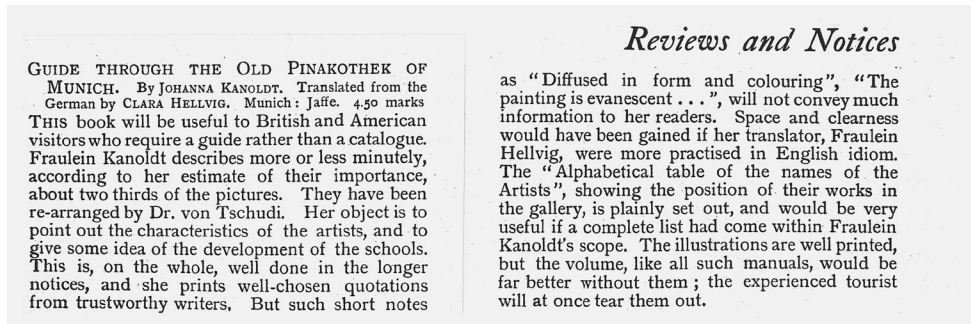 GUIDE THROUGH THE OLD PINAKOTHEK OF
MUNICH. By JOHANNA KANOLDT. Translated from the
German by CLARA HELLVIG. Munich: Jaffe. 4.50 marks
THIS book will be useful to British and American
visitors who require a guide rather than a catalogue.
Fraulein Kanoldt describes more or less minutely,
according to her estimate of their importance,
about two thirds of the pictures. They have been
re-arranged by Dr. von Tschudi. Her object is to
point out the characteristics of the artists, and to
give some idea of the development of the schools.
This is, on the whole, well done in the longer
notices, and she prints well-chosen quotations
from trustworthy writers. But such short notes
Reviews and Notices
as "Diffused in form and colouring", "The
painting is evanescent . . . ", will not convey much
information to her readers. Space and clearness
would have been gained if her translator, Fraulein
Hellvig, were more practised in English idiom.
The "Alphabetical table of the names of the
Artists", showing the position of their works in
the gallery, is plainly set out, and would be very
useful if a complete list had come within Fraulein
Kanoldt's scope. The illustrations are well printed,
but the volume, like all such manuals, would be
far better without them; the experienced tourist
will at once tear them out.